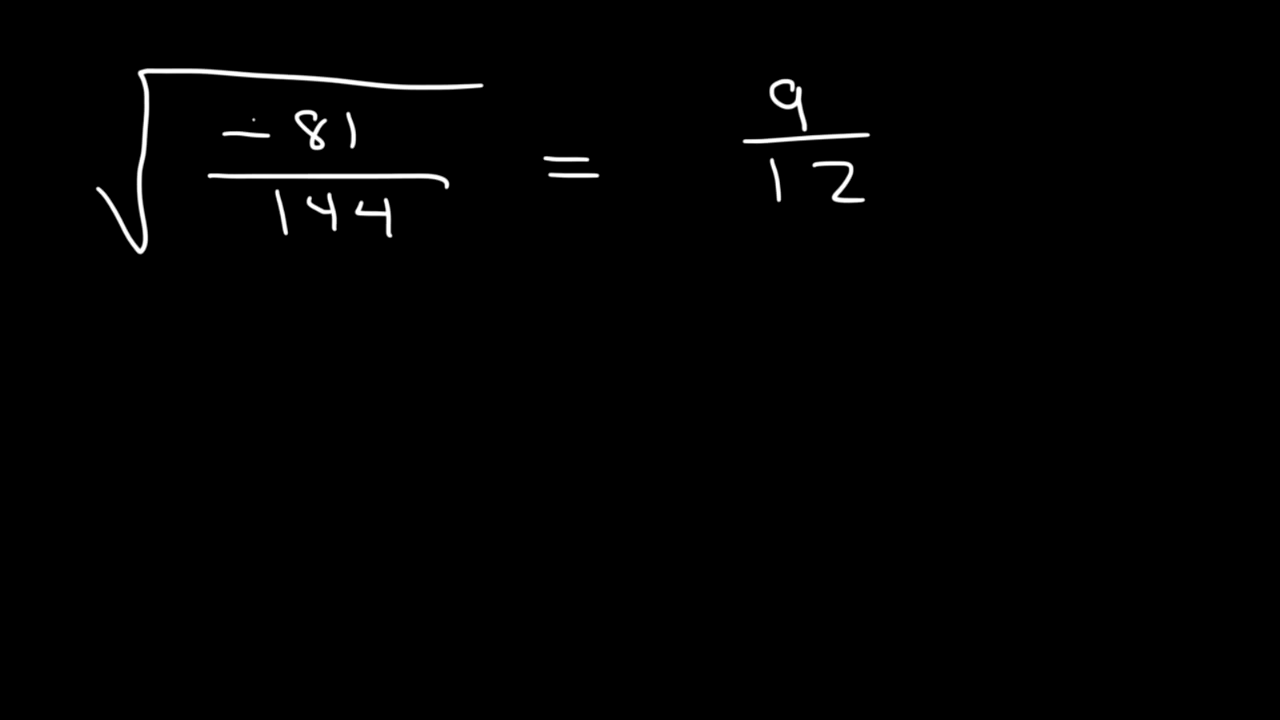 √(-81/144) = 9/12